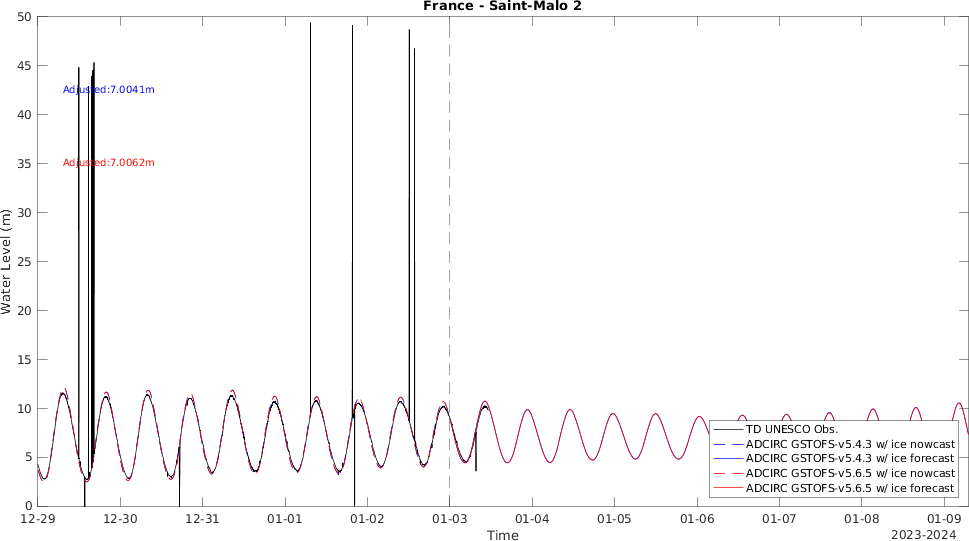 France - Saint-Malo 2
50
45
40
35
30
25
20
15
10
5
0
Water Level (m)
Adjusted:7.0041m
Adjusted:7.0062m
TD UNESCO Obs.
ADCIRC GSTOFS-v5.4.3 w/ ice nowcast
ADCIRC GSTOFS-v5.4.3 w/ ice forecast
ADCIRC GSTOFS-v5.6.5 w/ ice nowcast
ADCIRC GSTOFS-v5.6.5 w/ ice forecast
12-29 12-30 12-31 01-01 01-02 01-03 01-04 01-05 01-06 01-07 01-08 01-09
Time
2023-2024